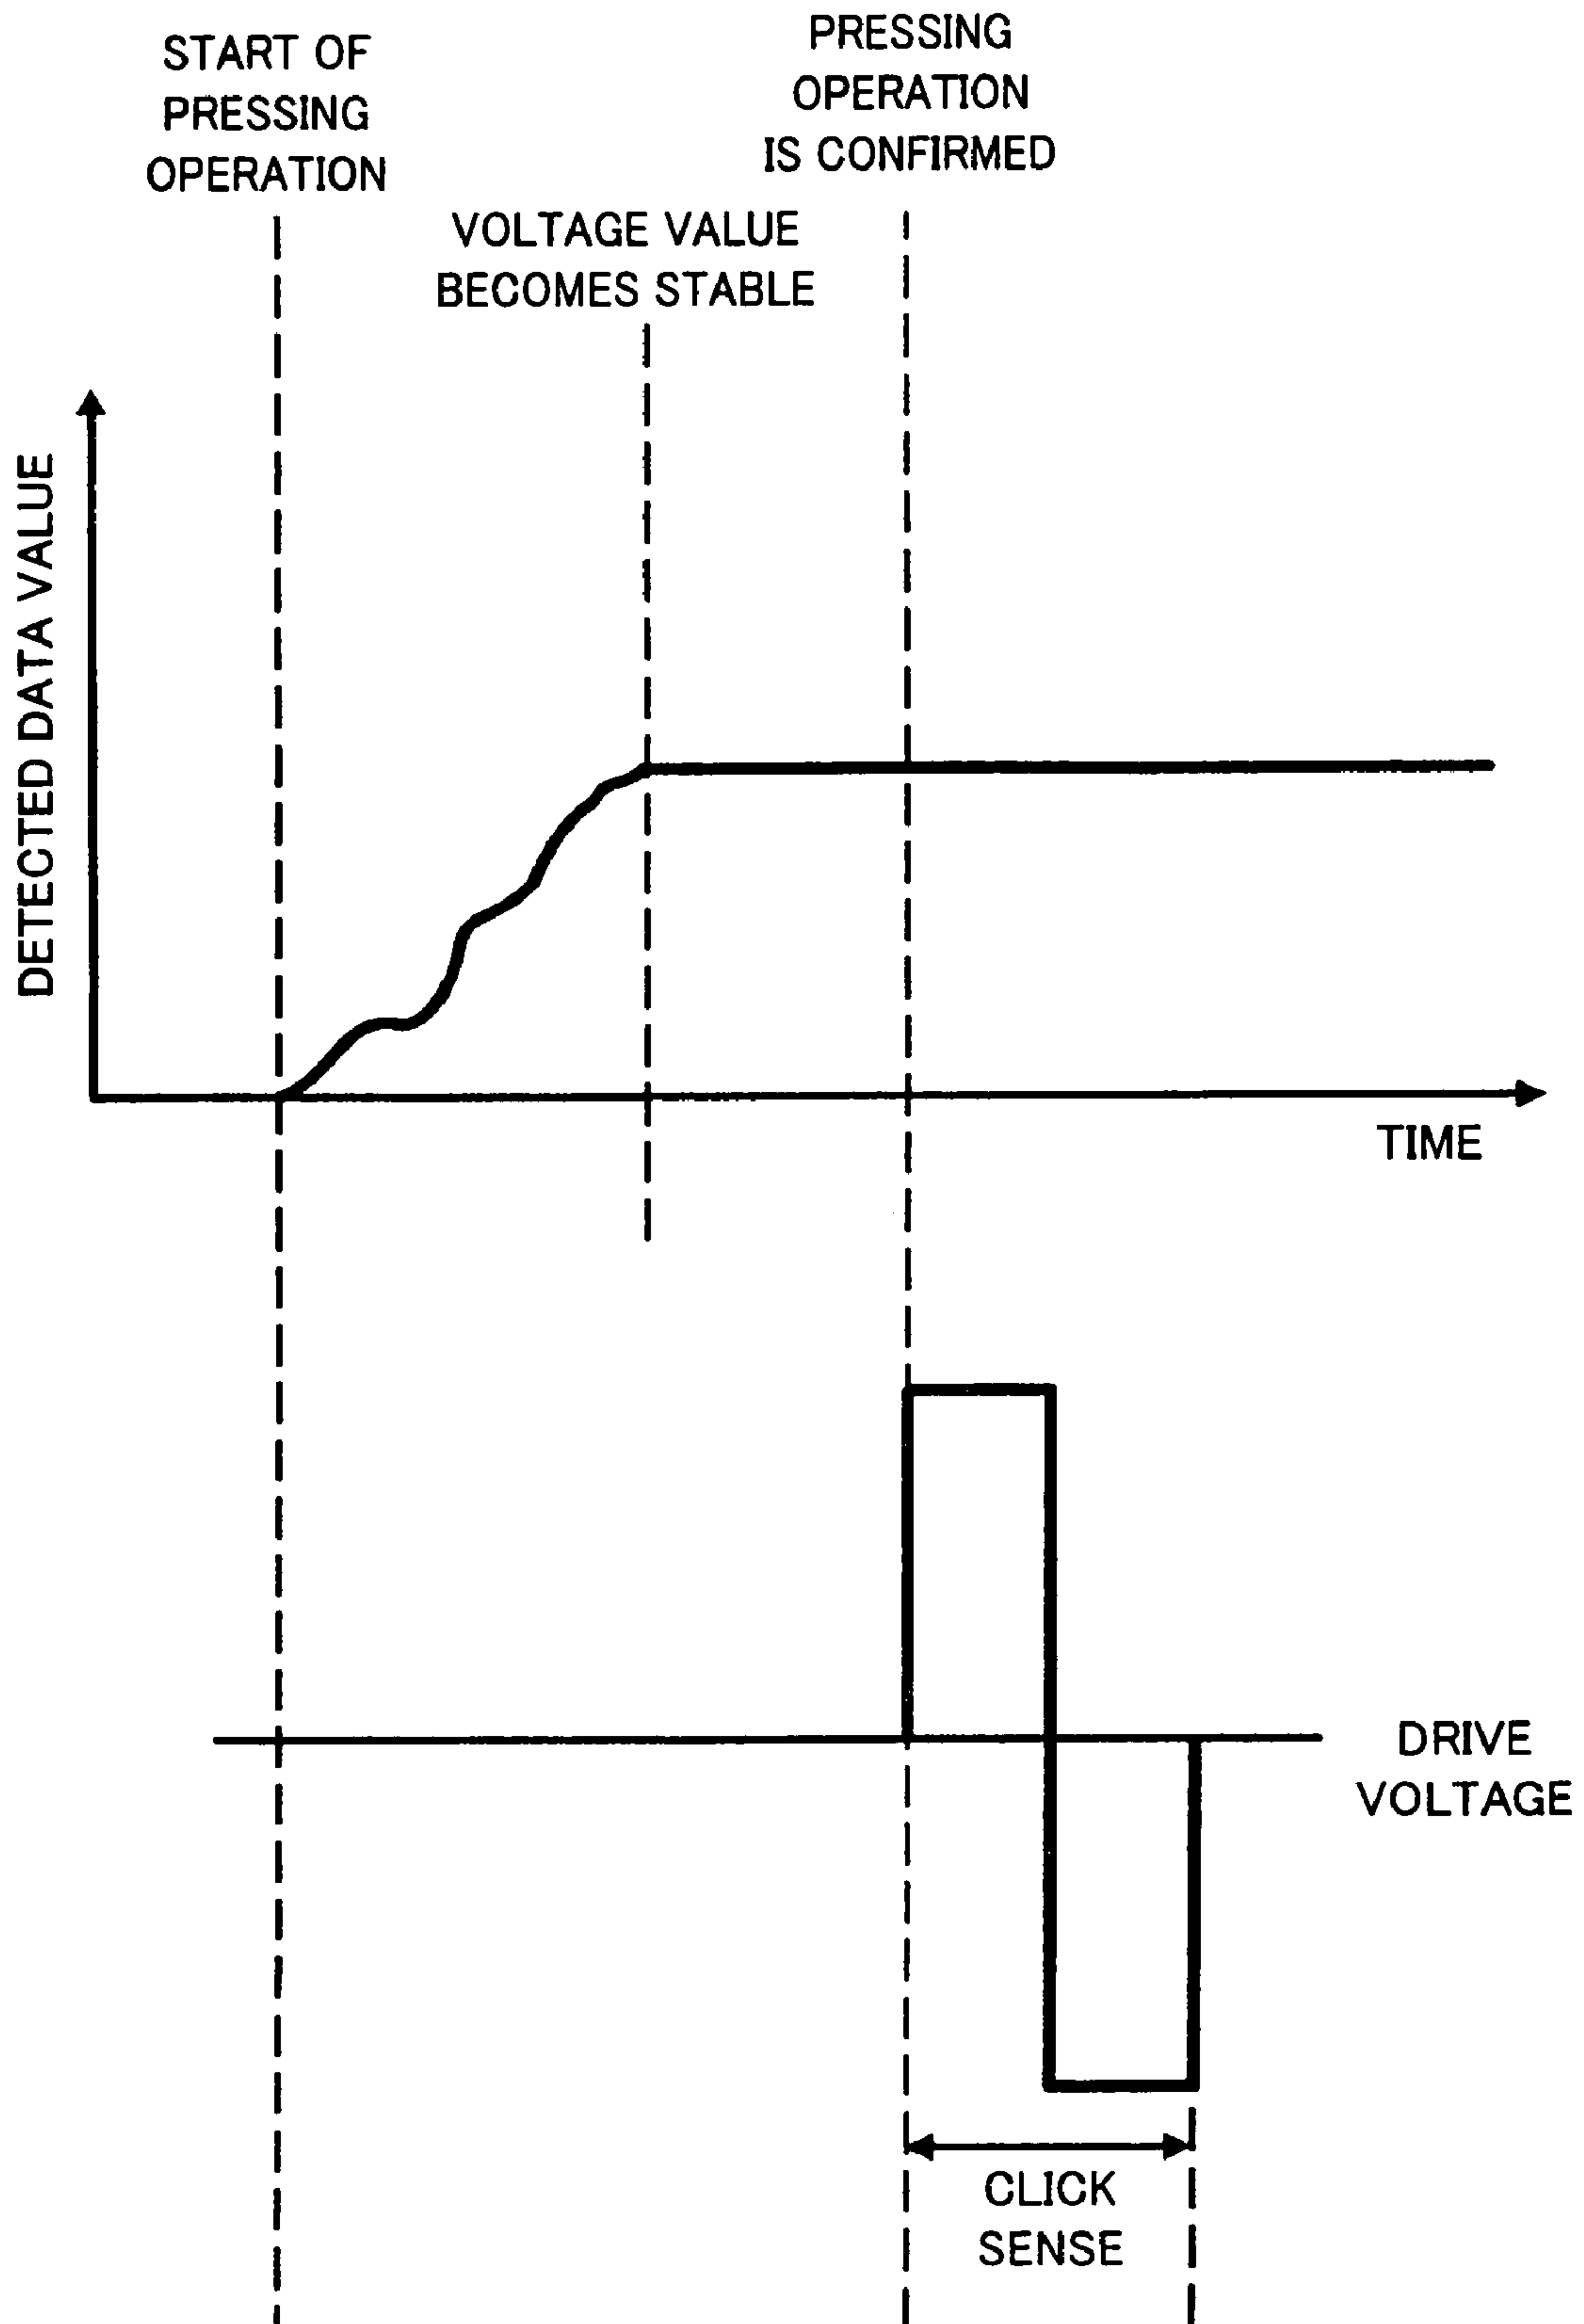 START OF
PRESSING
OPERATION
PRESSING
OPERATION
IS CONFIRMED
VOLTAGE VALUE
BECOMES STABLE
DETECTED DATA VALUE
TIME
DRIVE
VOLTAGE
CLICK
SENSE